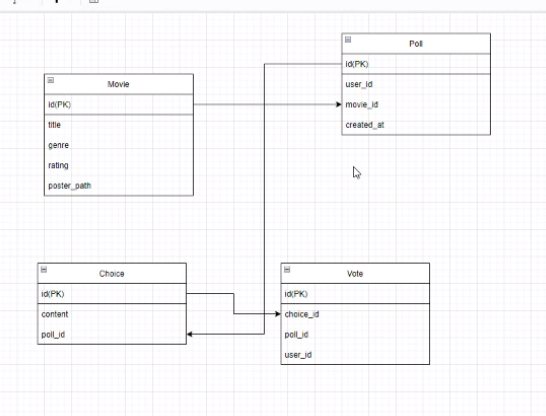 Movie
id(PK)
title
genre
rating
poster_path
Poll
id(PK)
user_id
movie_id
created_at
Choice
id(PK)
content
poll_id
Vote
id(PK)
choice_id
poll_id
user_id